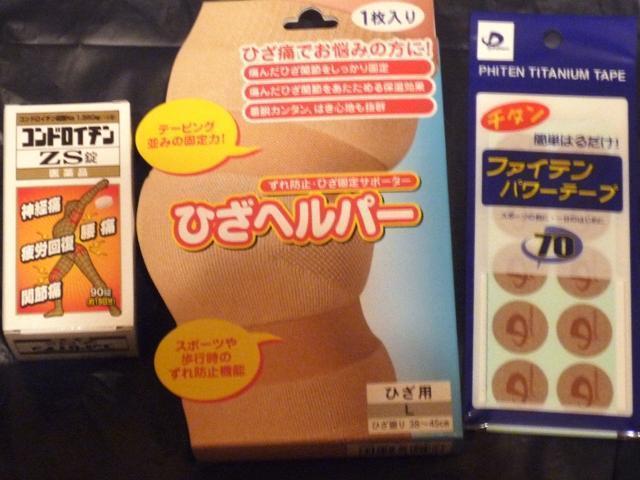 コンドロイチン
ZS錠
医薬品
神経痛
腰痛
疲労回復
関節痛
90錠
1枚入り
ひざ痛でお悩みの方に!
痛んだひざ関節をしっかり固定
痛んだひざ関節をあたためる保温効果
着脱カンタン、はき心地も抜群
テーピング
並みの固定力!
ずれ防止・ひざ固定サポーター
ひざヘルパー
スポーツや
歩行時の
ずれ防止機能
ひざ用
L
ひざ廻り 38〜45cm
PHITEN TITANIUM TAPE
チタン
簡単はるだけ!
ファイテン
パワーテープ
70